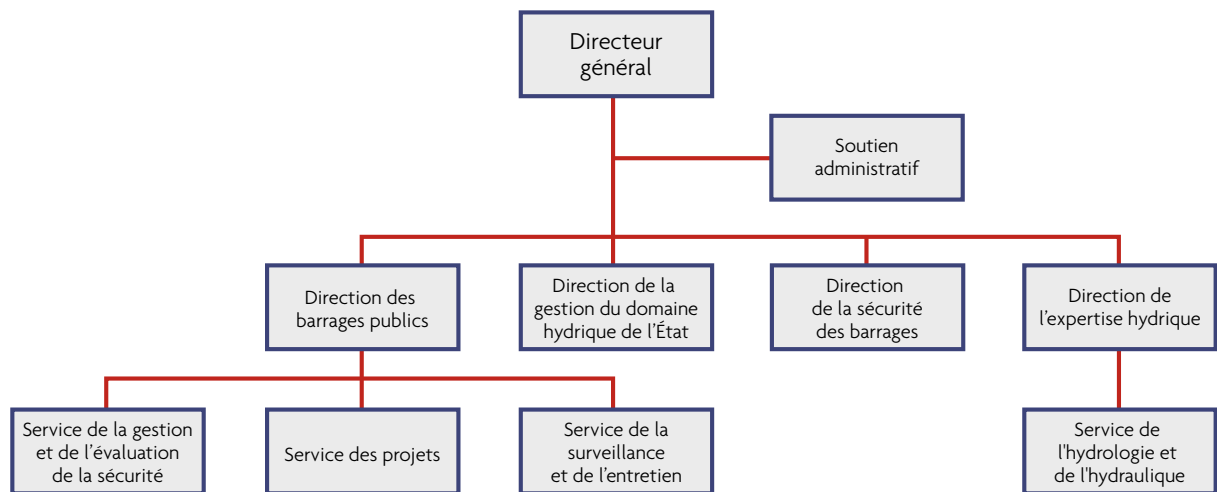 Directeur
général
Soutien
administratif
Direction des
barrages publics
Direction de la
gestion du domaine
hydrique de l’État
Direction
de la sécurité
des barrages
Direction de
l’expertise hydrique
Service de la gestion
et de l’évaluation
de la sécurité
Service des projets
Service de la
surveillance
et de l’entretien
Service de
l'hydrologie et
de l'hydraulique